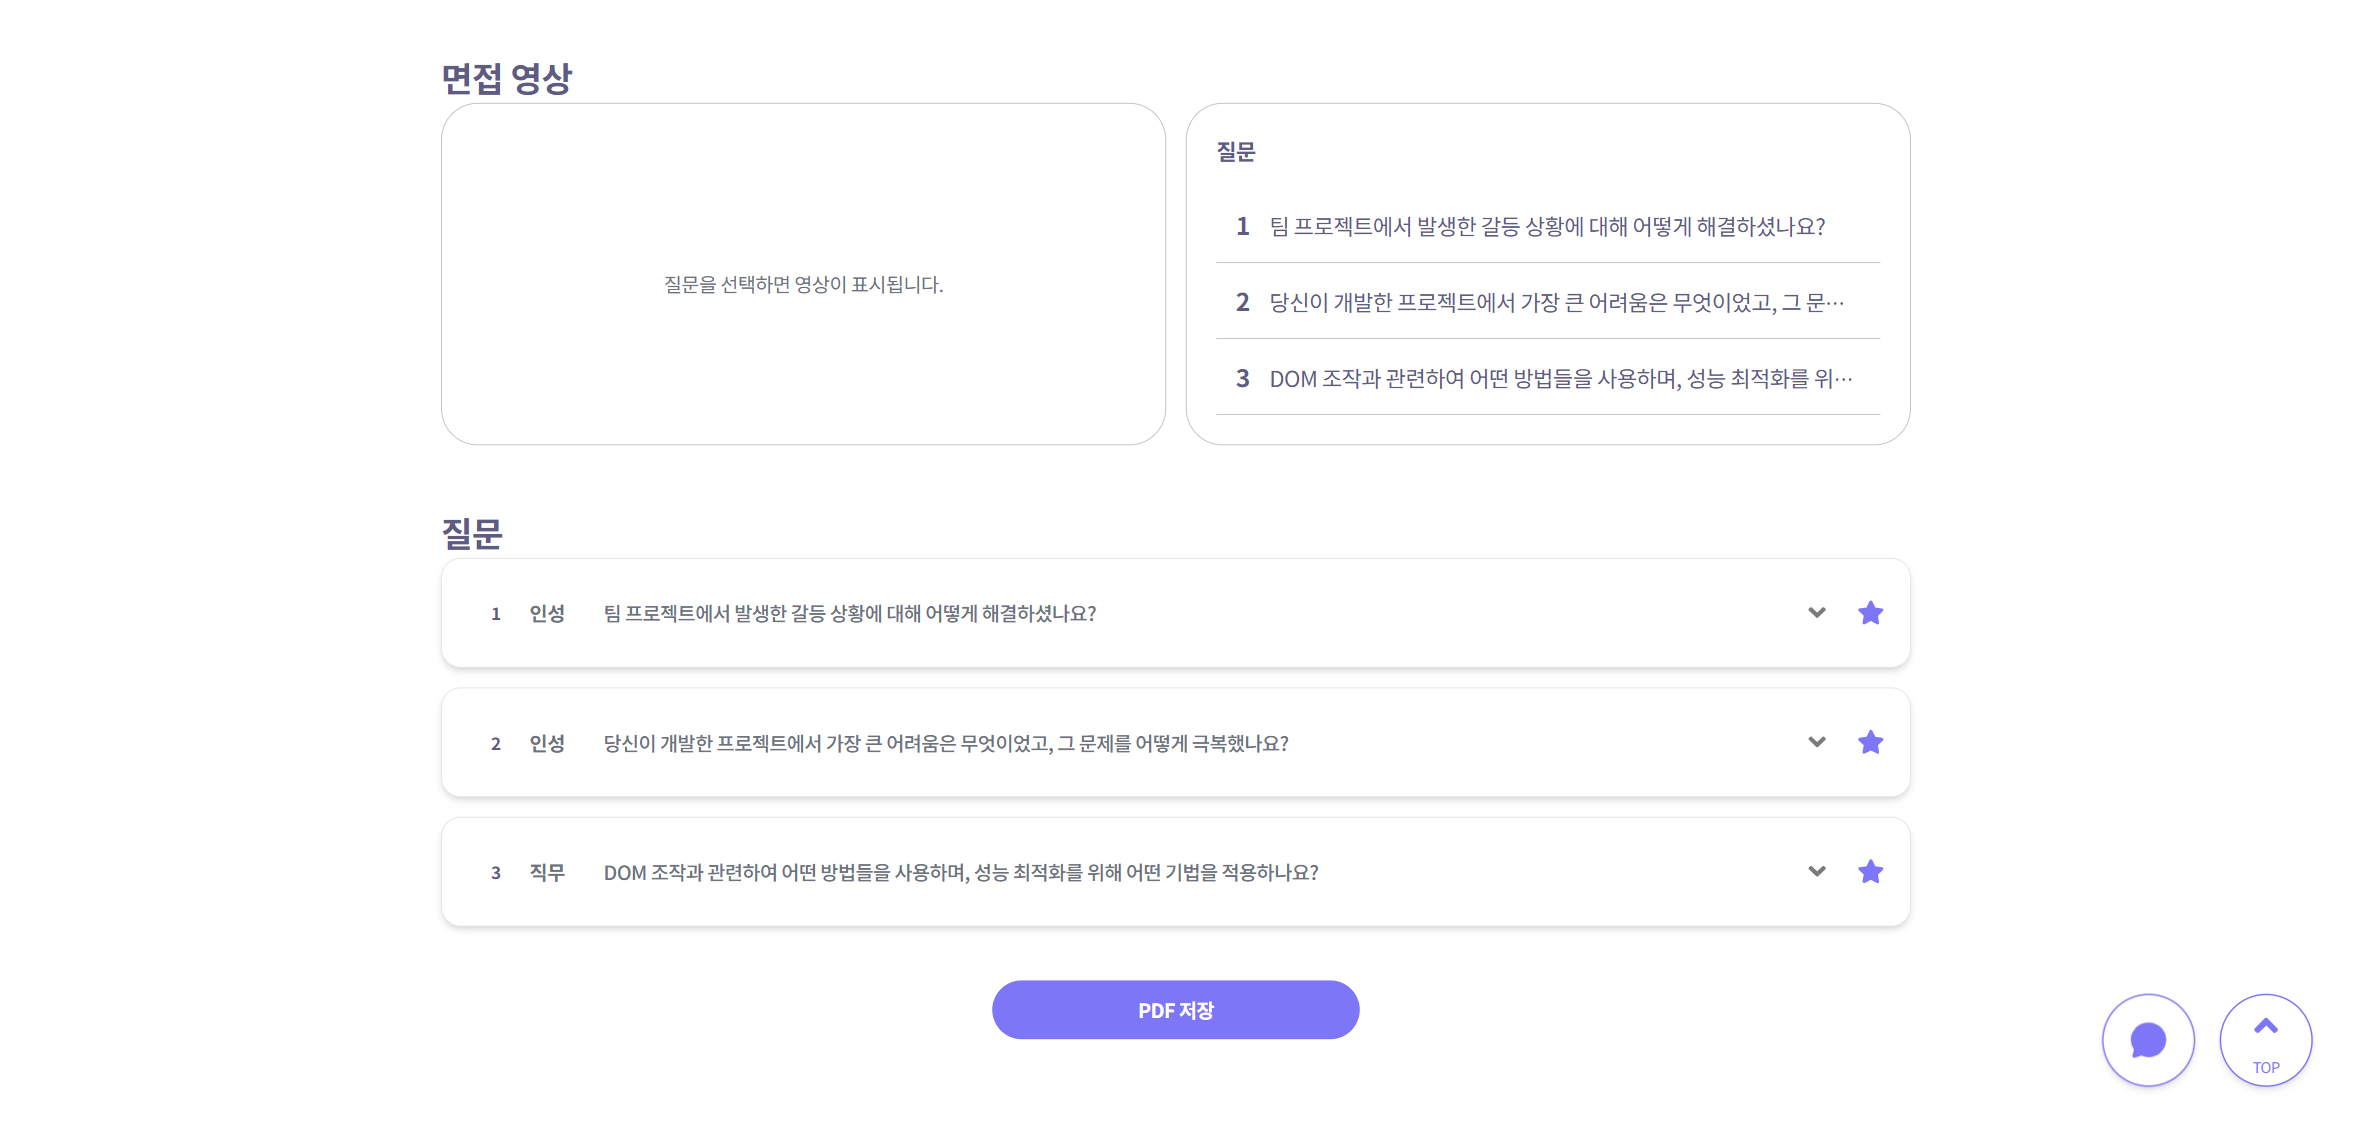 면접 영상
질문을 선택하면 영상이 표시됩니다.
질문
1 팀 프로젝트에서 발생한 갈등 상황에 대해 어떻게 해결하셨나요?
2 당신이 개발한 프로젝트에서 가장 큰 어려움은 무엇이었고, 그 문…
3 DOM 조작과 관련하여 어떤 방법들을 사용하며, 성능 최적화를 위…
질문
1 인성 팀 프로젝트에서 발생한 갈등 상황에 대해 어떻게 해결하셨나요?
2 인성 당신이 개발한 프로젝트에서 가장 큰 어려움은 무엇이었고, 그 문제를 어떻게 극복했나요?
3 직무 DOM 조작과 관련하여 어떤 방법들을 사용하며, 성능 최적화를 위해 어떤 기법을 적용하나요?
PDF 저장
TOP